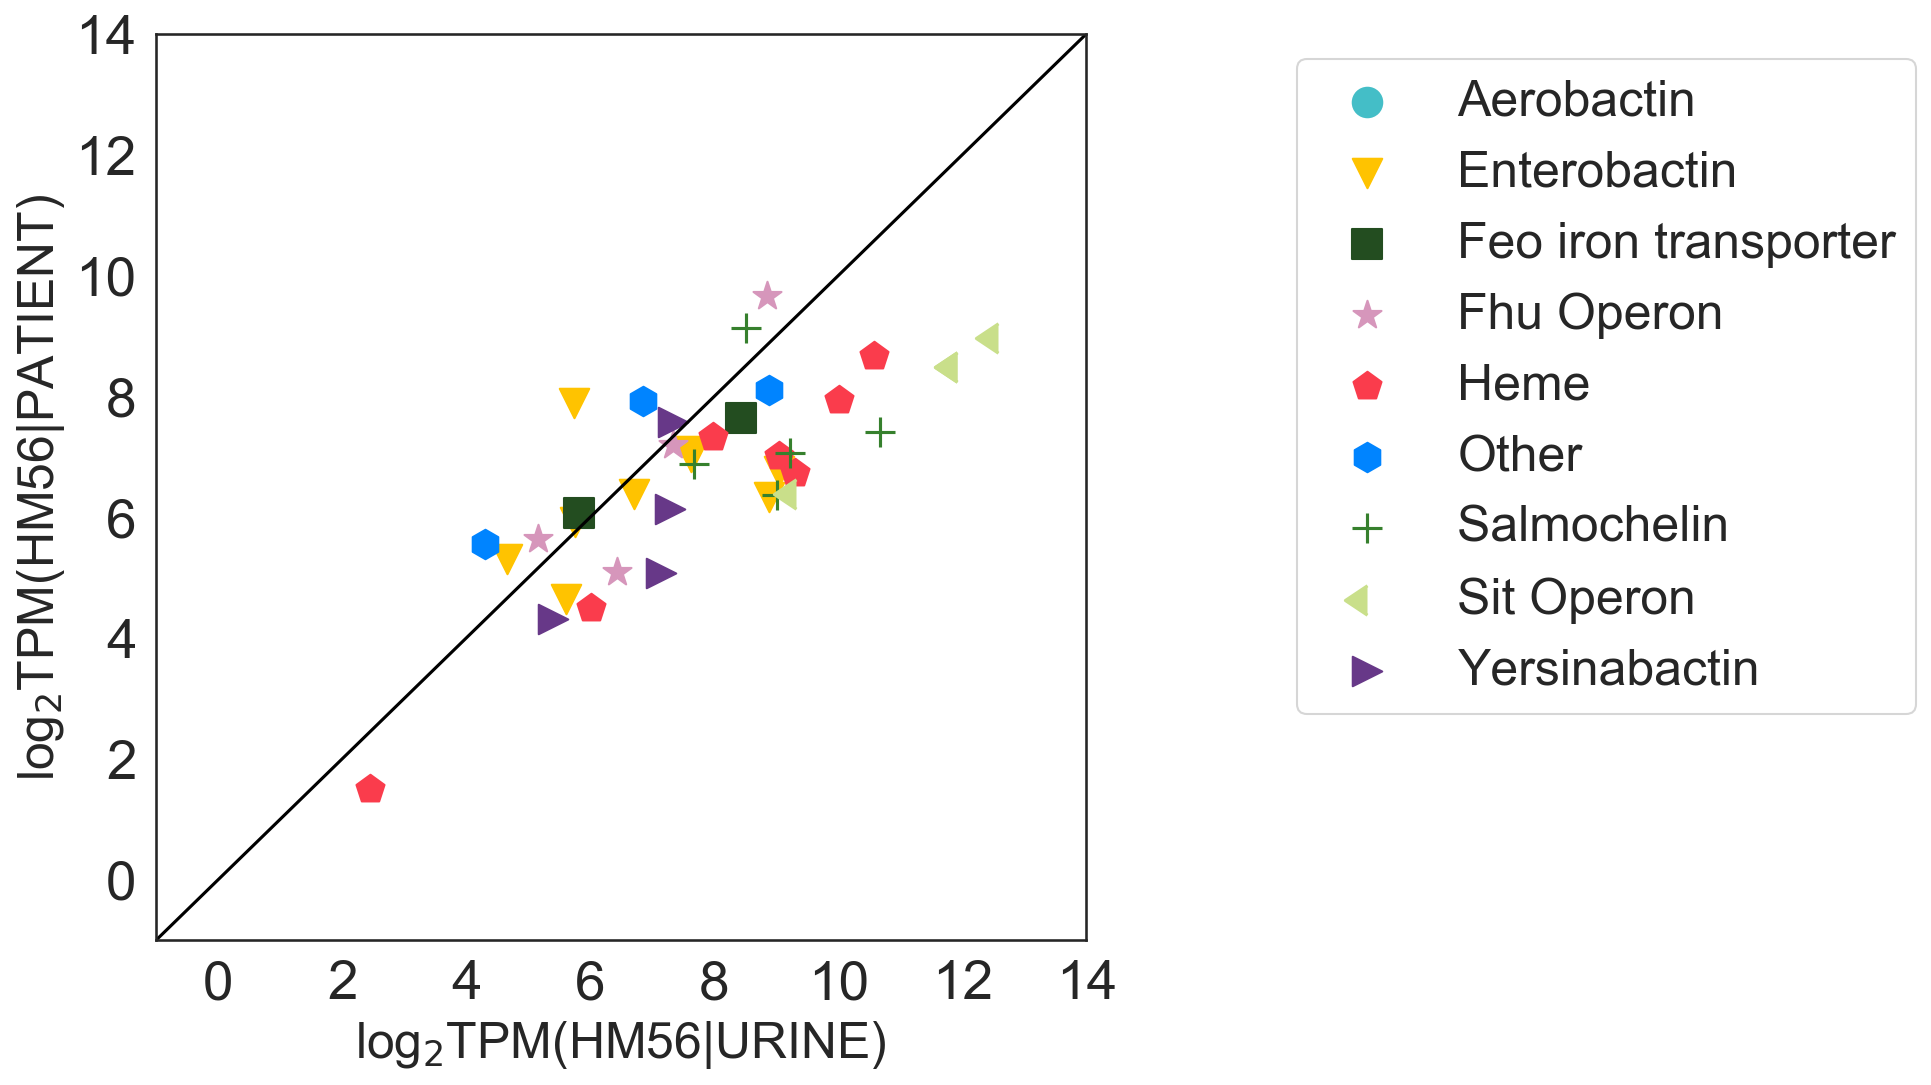 14
12
10
8
6
4
2
0
log₂TPM(HM56|PATIENT)
0 2 4 6 8 10 12 14
log₂TPM(HM56|URINE)
Aerobactin
Enterobactin
Feo iron transporter
Fhu Operon
Heme
Other
Salmochelin
Sit Operon
Yersinabactin